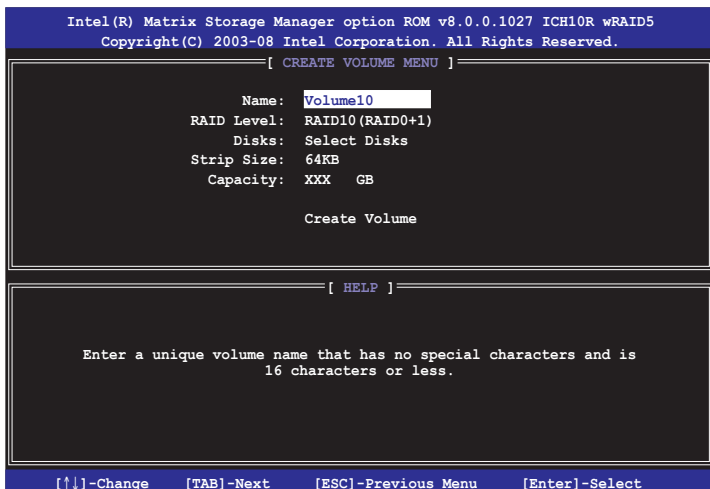 Intel(R) Matrix Storage Manager option ROM v8.0.0.1027 ICH10R wRAID5
Copyright(C) 2003-08 Intel Corporation. All Rights Reserved.
[ CREATE VOLUME MENU ]
Name: Volume10
RAID Level: RAID10(RAID0+1)
Disks: Select Disks
Strip Size: 64KB
Capacity: XXX GB
Create Volume
[ HELP ]
Enter a unique volume name that has no special characters and is
16 characters or less.
[↑↓]-Change [TAB]-Next [ESC]-Previous Menu [Enter]-Select